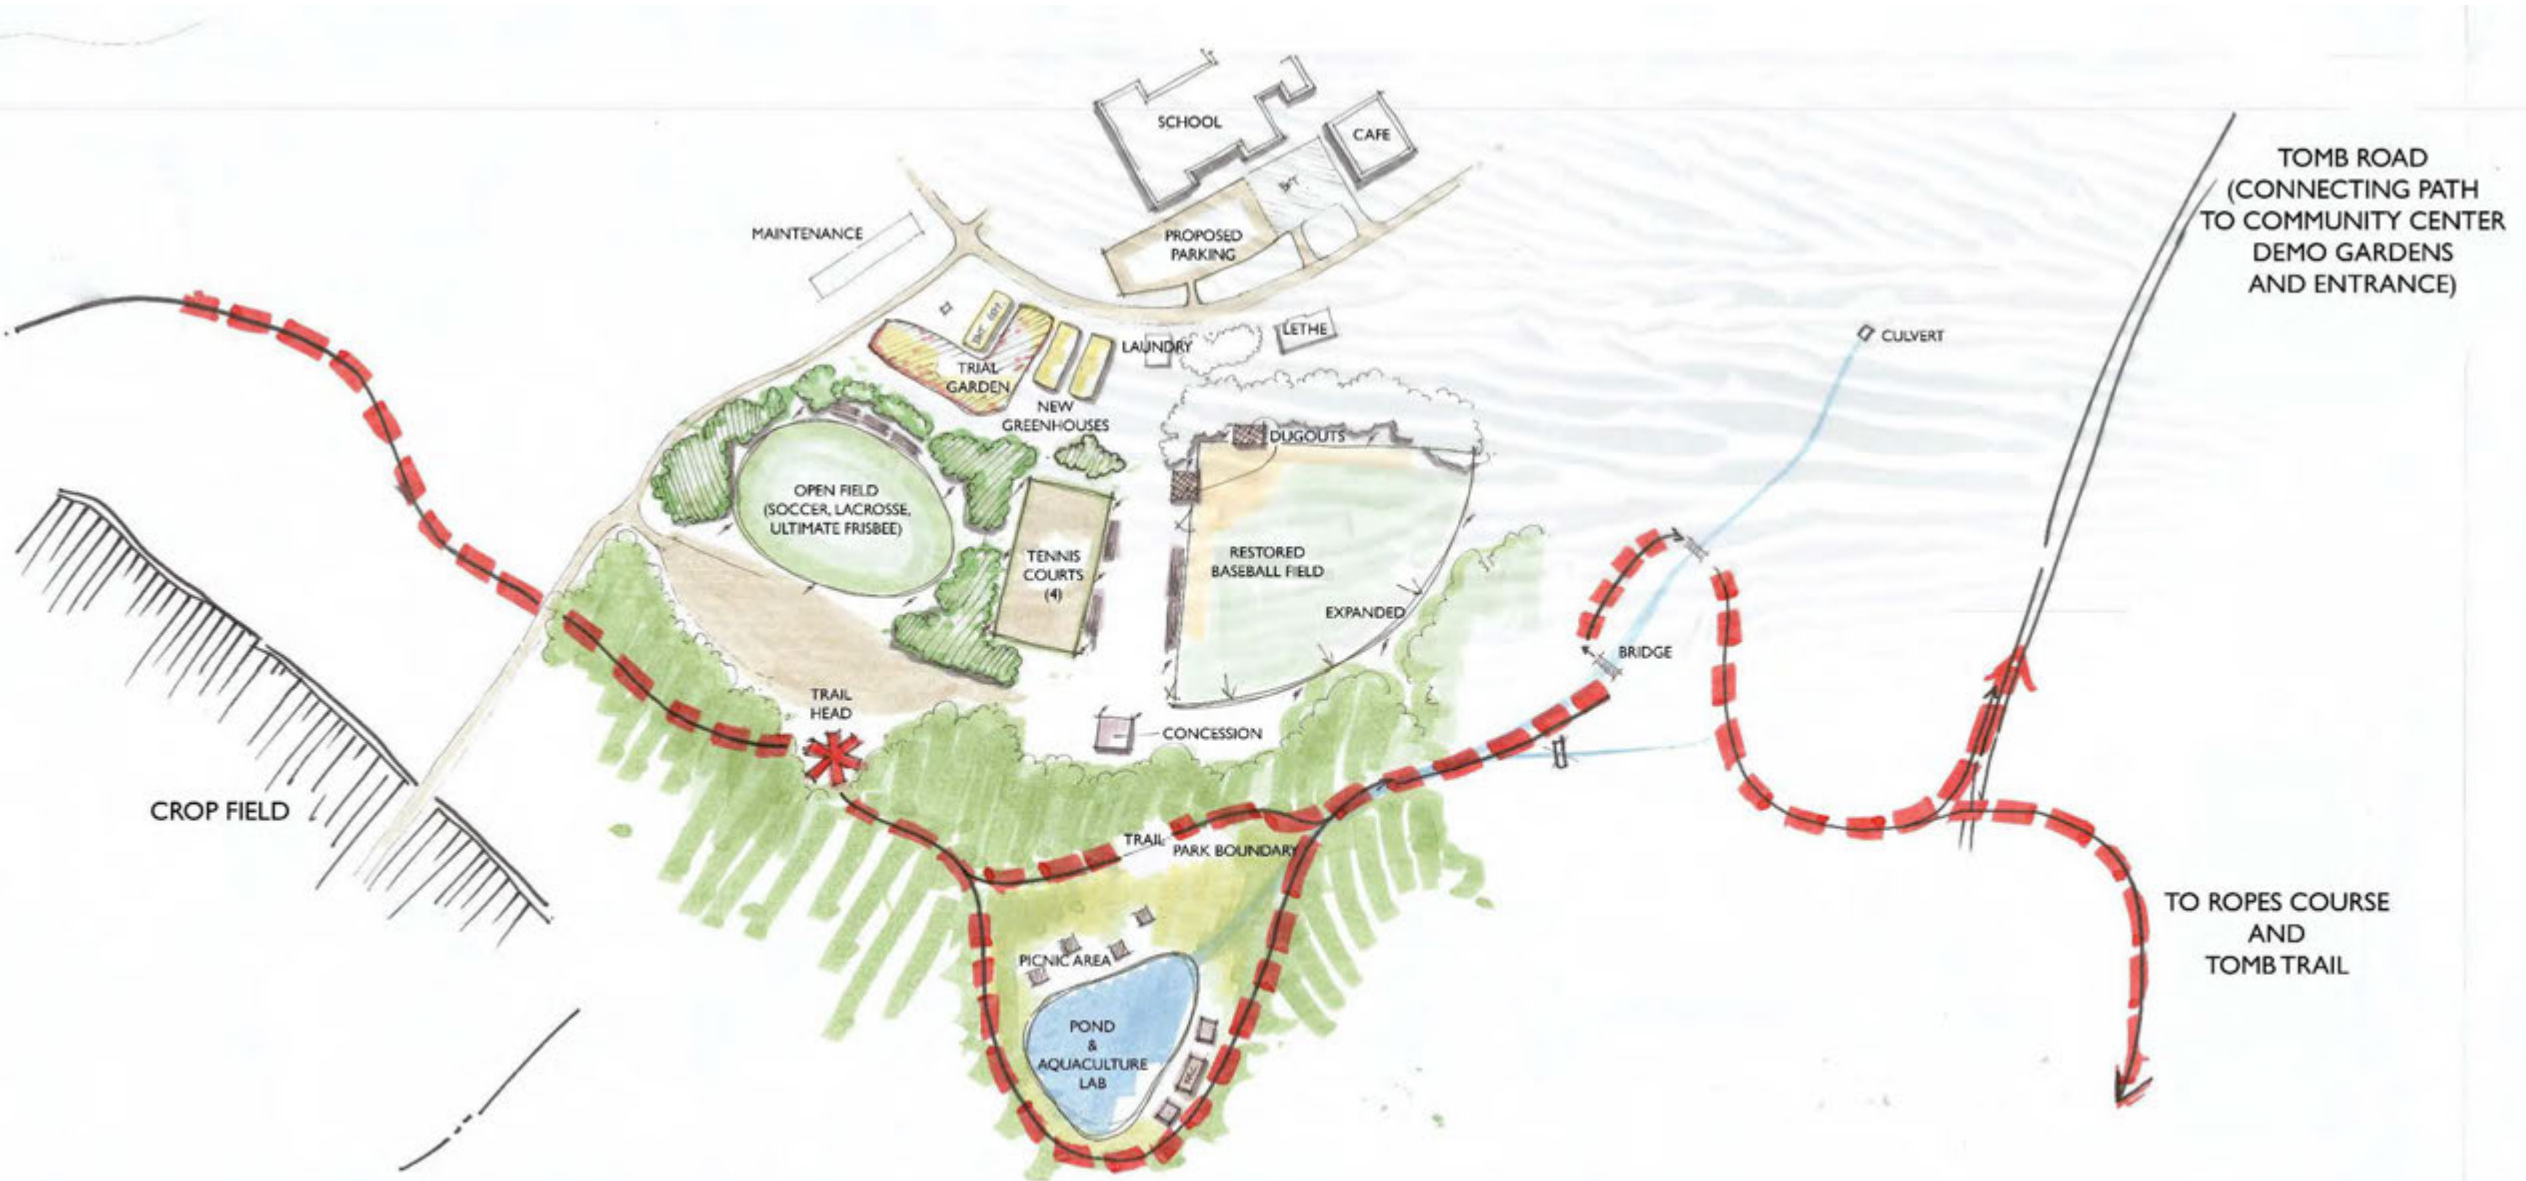 SCHOOL
CAFE
TOMB ROAD
(CONNECTING PATH
TO COMMUNITY CENTER
DEMO GARDENS
AND ENTRANCE)
MAINTENANCE
PROPOSED
PARKING
LETHE
CULVERT
LAUNDRY
TRIAL
GARDEN
NEW
GREENHOUSES
DUGOUTS
OPEN FIELD
(SOCCER, LACROSSE,
ULTIMATE FRISBEE)
TENNIS
COURTS
(4)
RESTORED
BASEBALL FIELD
EXPANDED
BRIDGE
TRAIL
HEAD
CONCESSION
CROP FIELD
TRAIL
PARK BOUNDARY
TO ROPES COURSE
AND
TOMB TRAIL
PICNIC AREA
POND
&
AQUACULTURE
LAB